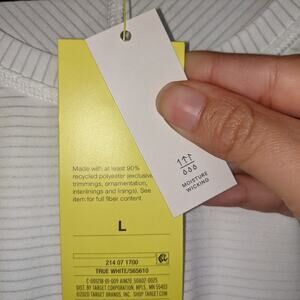 Made with at least 90%
recycled polyester (exclusive
trimmings, ornamentation,
interlinings and linings). See
item for full fiber content.
L
214 07 1700
TRUE WHITE/565610
DIST. BY TARGET CORPORATION, MPLS., MN 55403
©2020 TARGET BRANDS, INC. SHOP TARGET.COM
MOISTURE
WICKING